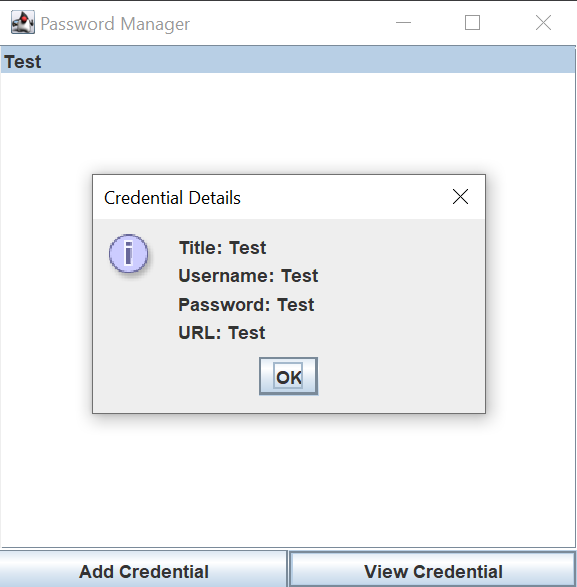 Password Manager
Test
Credential Details
i
Title: Test
Username: Test
Password: Test
URL: Test
OK
Add Credential
View Credential